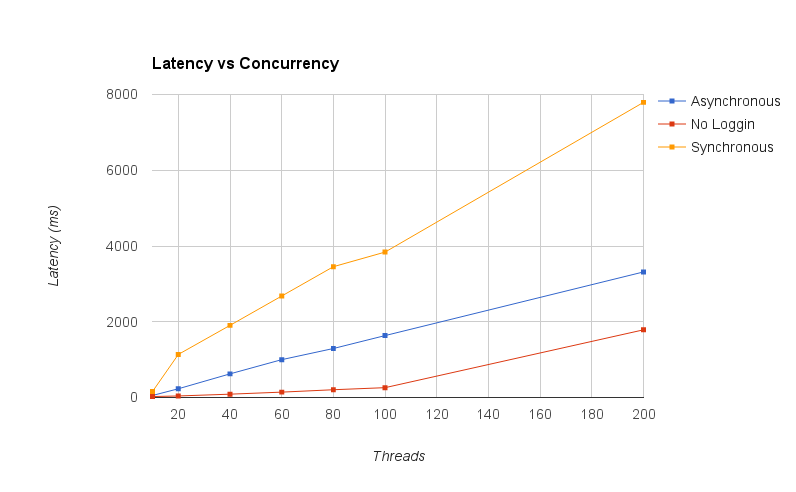 Latency vs Concurrency
Asynchronous
No Loggin
Synchronous
Latency (ms)
8000
6000
4000
2000
0
20 40 60 80 100 120 140 160 180 200
Threads